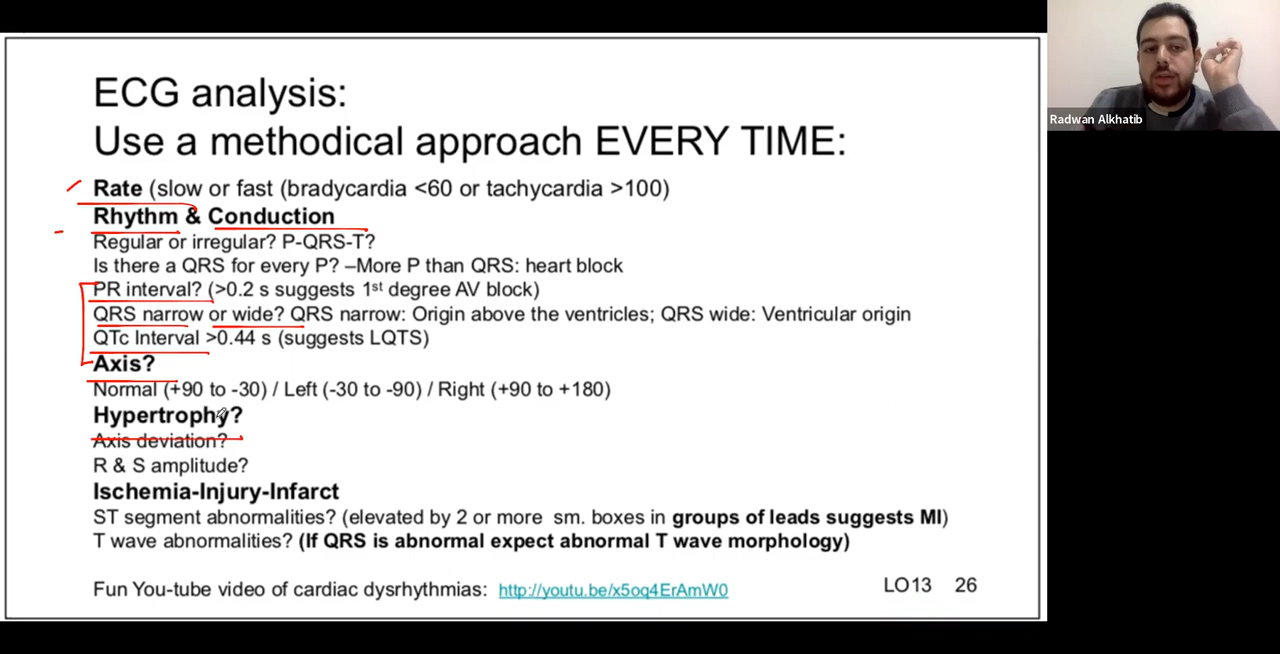 Radwan Alkhatib
ECG analysis:
Use a methodical approach EVERY TIME:
Rate (slow or fast (bradycardia <60 or tachycardia >100)
Rhythm & Conduction
Regular or irregular? P-QRS-T?
Is there a QRS for every P? –More P than QRS: heart block
PR interval? (>0.2 s suggests 1st degree AV block)
QRS narrow or wide? QRS narrow: Origin above the ventricles; QRS wide: Ventricular origin
QTc Interval >0.44 s (suggests LQTS)
Axis?
Normal (+90 to -30) / Left (-30 to -90) / Right (+90 to +180)
Hypertrophy?
Axis deviation?
R & S amplitude?
Ischemia-Injury-Infarct
ST segment abnormalities? (elevated by 2 or more sm. boxes in groups of leads suggests MI)
T wave abnormalities? (If QRS is abnormal expect abnormal T wave morphology)
Fun You-tube video of cardiac dysrhythmias: http://youtu.be/x5oq4ErAmW0
LO13 26